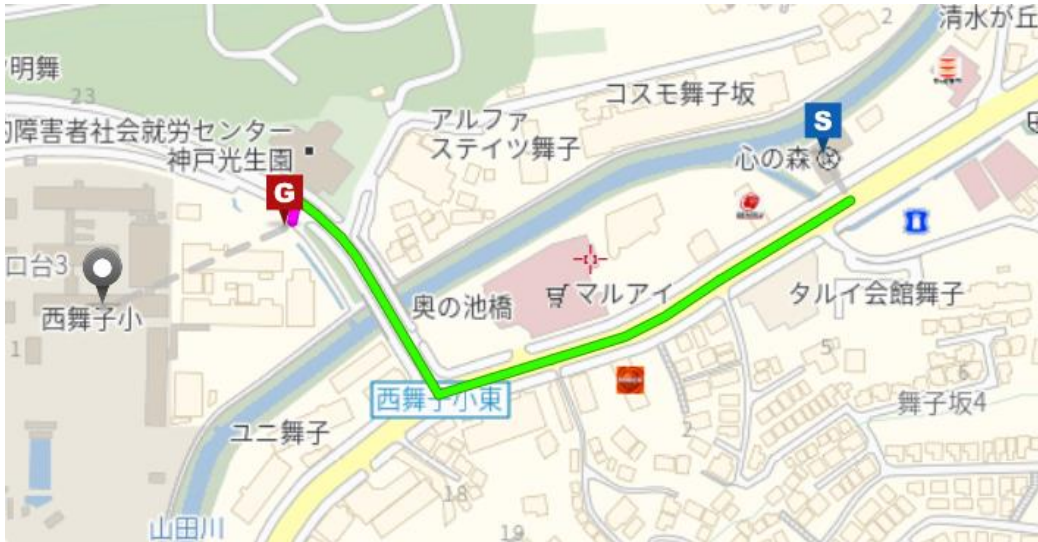 清水が丘
2
明舞
23
コスモ舞子坂
アルファ
ステイツ舞子
障害者社会就労センター
神戸光生園
S
心の森
G
口台3
西舞子小
奥の池橋
マルアイ
タルイ会館舞子
1
5
6
西舞子小東
舞子坂4
ユニ舞子
2
18
山田川
19